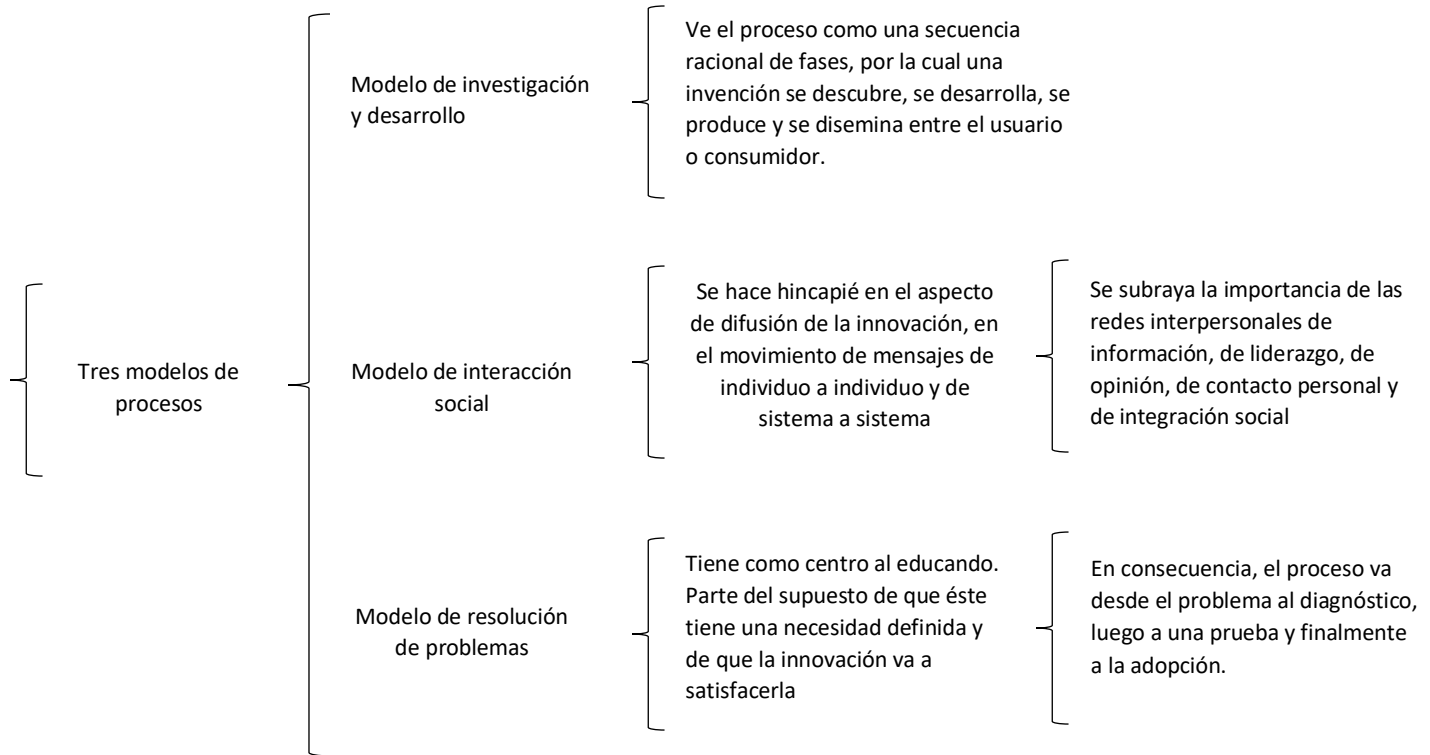 Tres modelos de
procesos
Modelo de investigación
y desarrollo
Ve el proceso como una secuencia
racional de fases, por la cual una
invención se descubre, se desarrolla, se
produce y se disemina entre el usuario
o consumidor.
Modelo de interacción
social
Se hace hincapié en el aspecto
de difusión de la innovación, en
el movimiento de mensajes de
individuo a individuo y de
sistema a sistema
Se subraya la importancia de las
redes interpersonales de
información, de liderazgo, de
opinión, de contacto personal y
de integración social
Modelo de resolución
de problemas
Tiene como centro al educando.
Parte del supuesto de que éste
tiene una necesidad definida y
de que la innovación va a
satisfacerla
En consecuencia, el proceso va
desde el problema al diagnóstico,
luego a una prueba y finalmente
a la adopción.